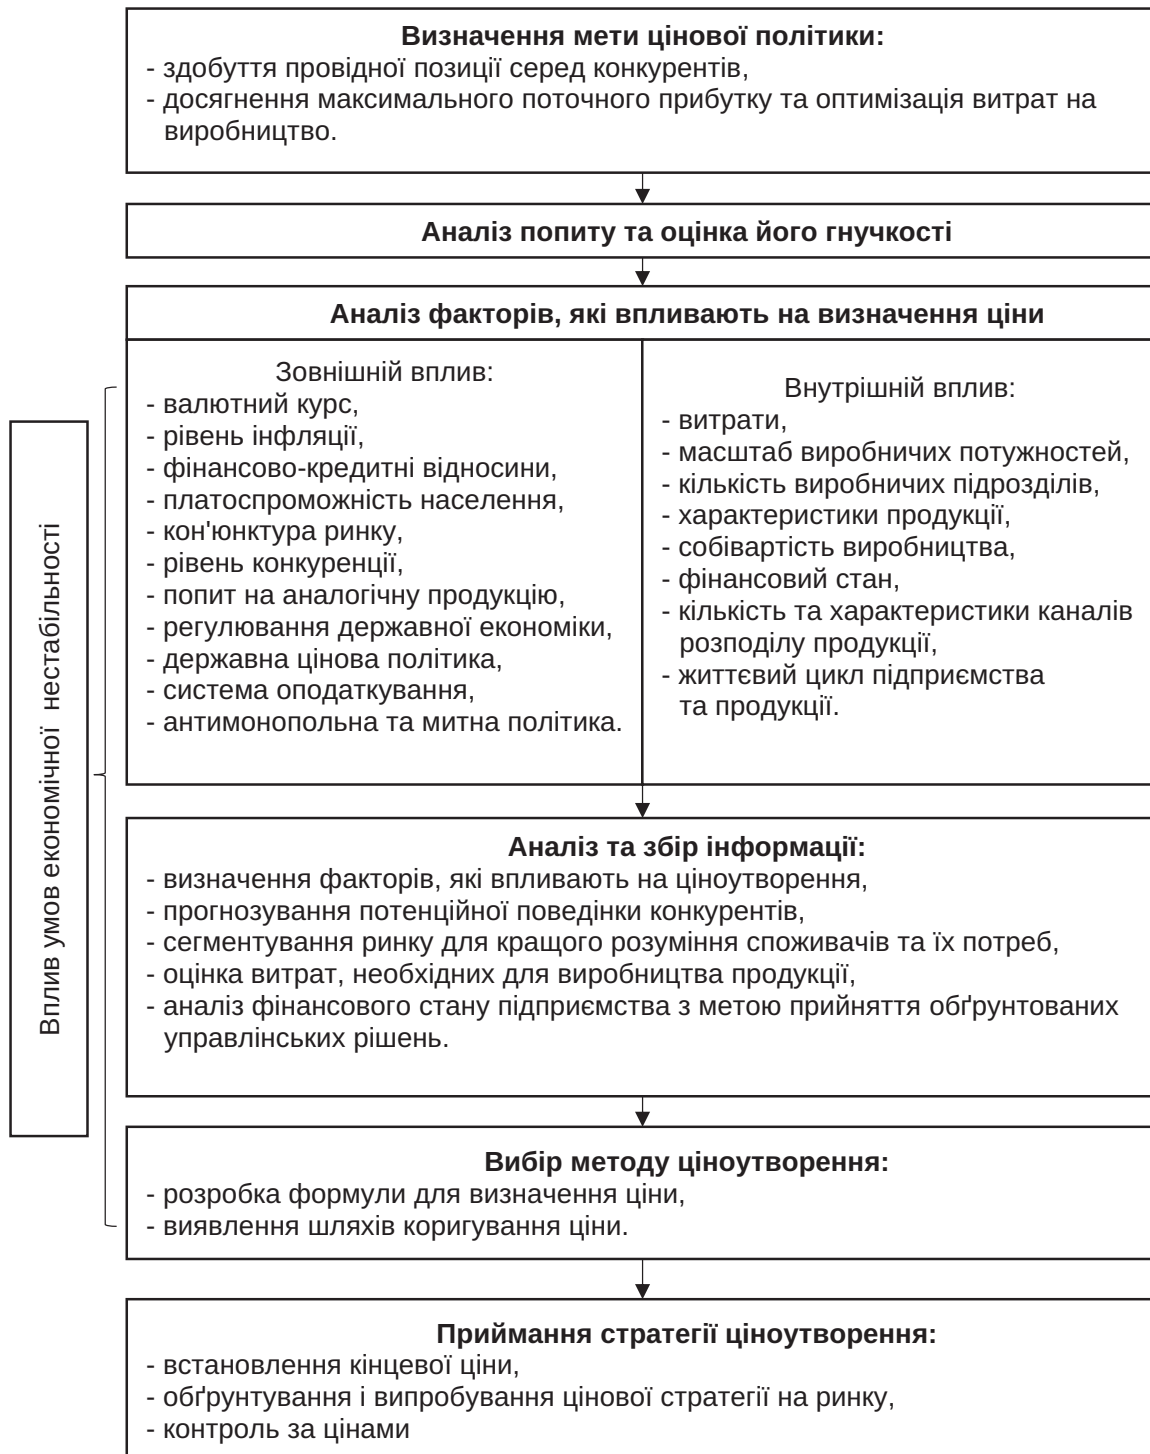 Визначення мети цінової політики:
- здобуття провідної позиції серед конкурентів,
- досягнення максимального поточного прибутку та оптимізація витрат на
виробництво.
Аналіз попиту та оцінка його гнучкості
Аналіз факторів, які впливають на визначення ціни
Зовнішній вплив:
- валютний курс,
- рівень інфляції,
- фінансово-кредитні відносини,
- платоспроможність населення,
- кон'юнктура ринку,
- рівень конкуренції,
- попит на аналогічну продукцію,
- регулювання державної економіки,
- державна цінова політика,
- система оподаткування,
- антимонопольна та митна політика.
Внутрішній вплив:
- витрати,
- масштаб виробничих потужностей,
- кількість виробничих підрозділів,
- характеристики продукції,
- собівартість виробництва,
- фінансовий стан,
- кількість та характеристики каналів
розподілу продукції,
- життєвий цикл підприємства
та продукції.
Вплив умов економічної нестабільності
Аналіз та збір інформації:
- визначення факторів, які впливають на ціноутворення,
- прогнозування потенційної поведінки конкурентів,
- сегментування ринку для кращого розуміння споживачів та їх потреб,
- оцінка витрат, необхідних для виробництва продукції,
- аналіз фінансового стану підприємства з метою прийняття обґрунтованих
управлінських рішень.
Вибір методу ціноутворення:
- розробка формули для визначення ціни,
- виявлення шляхів коригування ціни.
Приймання стратегії ціноутворення:
- встановлення кінцевої ціни,
- обґрунтування і випробування цінової стратегії на ринку,
- контроль за цінами